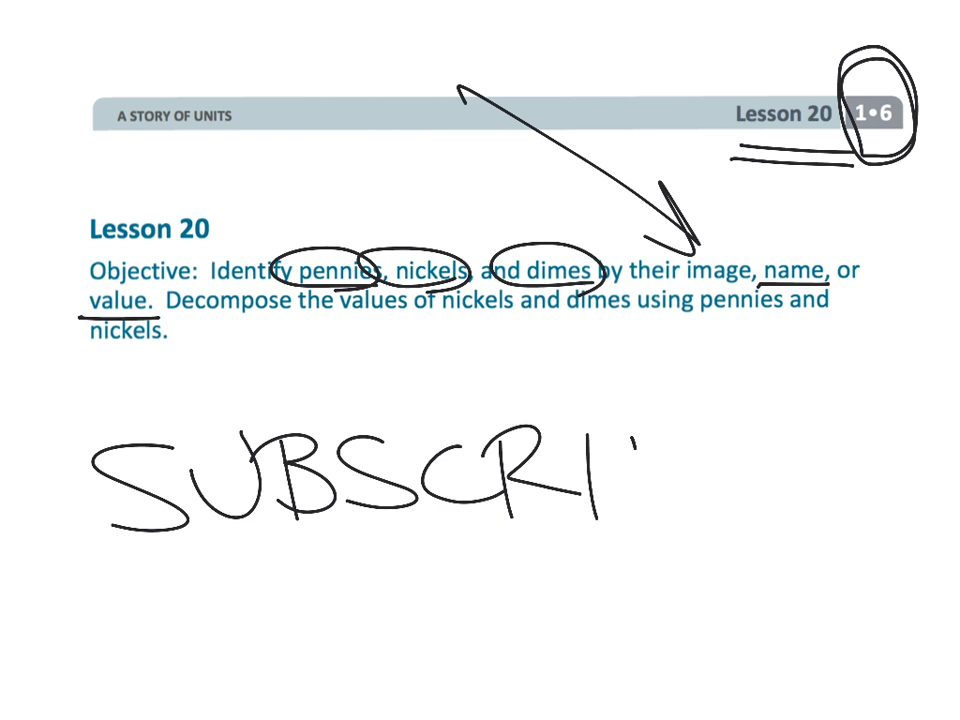 A STORY OF UNITS Lesson 20 1•6
Lesson 20
Objective: Identify pennies, nickels, and dimes by their image, name, or
value. Decompose the values of nickels and dimes using pennies and
nickels.
SUBSCRI